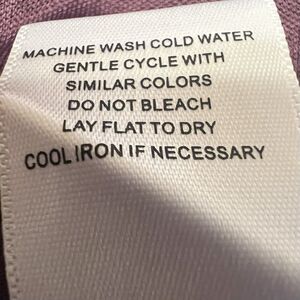 MACHINE WASH COLD WATER
GENTLE CYCLE WITH
SIMILAR COLORS
DO NOT BLEACH
LAY FLAT TO DRY
COOL IRON IF NECESSARY